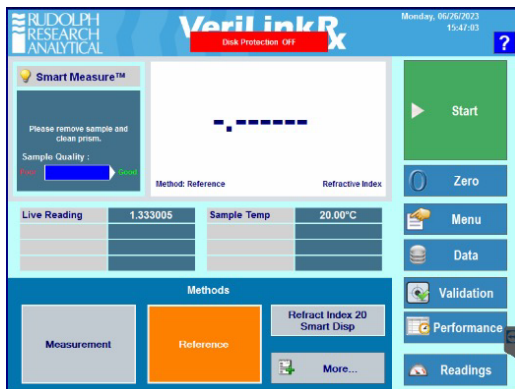 RUDOLPH
RESEARCH
ANALYTICAL
VeriLinkRx
Disk Protection OFF
Monday, 06/26/2023
15:47:03
?
Smart Measure™
Please remove sample and
clean prism.
Sample Quality :
Poor Good
-.------
Method: Reference Refractive Index
Start
Zero
Menu
Data
Validation
Performance
Readings
Live Reading 1.333005 Sample Temp 20.00°C
Methods
Measurement
Reference
Refract Index 20
Smart Disp
More...